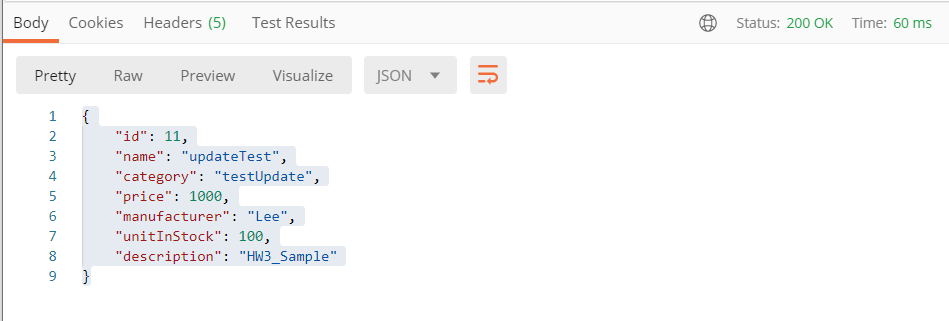 Body Cookies Headers (5) Test Results Status: 200 OK Time: 60 ms
Pretty Raw Preview Visualize JSON
1 {
2 "id": 11,
3 "name": "updateTest",
4 "category": "testUpdate",
5 "price": 1000,
6 "manufacturer": "Lee",
7 "unitInStock": 100,
8 "description": "HW3_Sample"
9 }